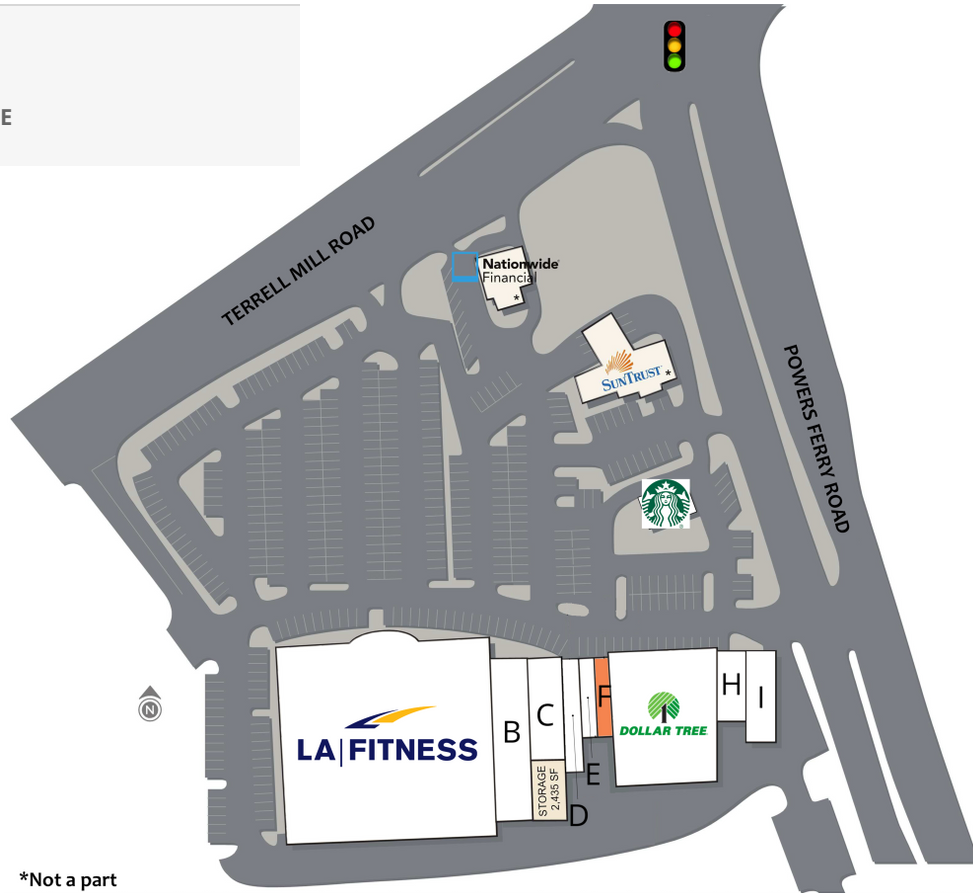 E
TERRELL MILL ROAD
Nationwide®
Financial
*
SUNTRUST
*
POWERS FERRY ROAD
LA|FITNESS
B
C
STORAGE
2,435 SF
D
E
F
DOLLAR TREE
H
I
N
*Not a part